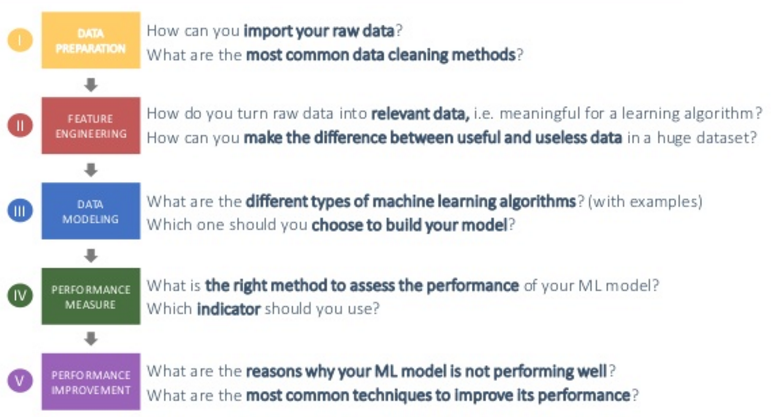 I
DATA
PREPARATION
How can you import your raw data?
What are the most common data cleaning methods?
II
FEATURE
ENGINEERING
How do you turn raw data into relevant data, i.e. meaningful for a learning algorithm?
How can you make the difference between useful and useless data in a huge dataset?
III
DATA
MODELING
What are the different types of machine learning algorithms? (with examples)
Which one should you choose to build your model?
IV
PERFORMANCE
MEASURE
What is the right method to assess the performance of your ML model?
Which indicator should you use?
V
PERFORMANCE
IMPROVEMENT
What are the reasons why your ML model is not performing well?
What are the most common techniques to improve its performance?